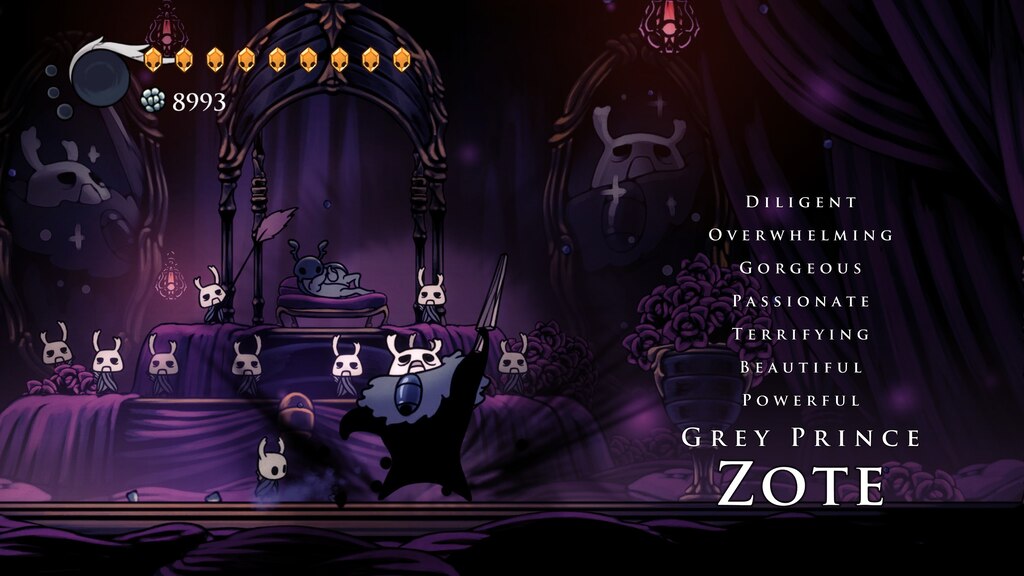 8993
Diligent
Overwhelming
Gorgeous
Passionate
Terrifying
Beautiful
Powerful
Grey Prince
Zote